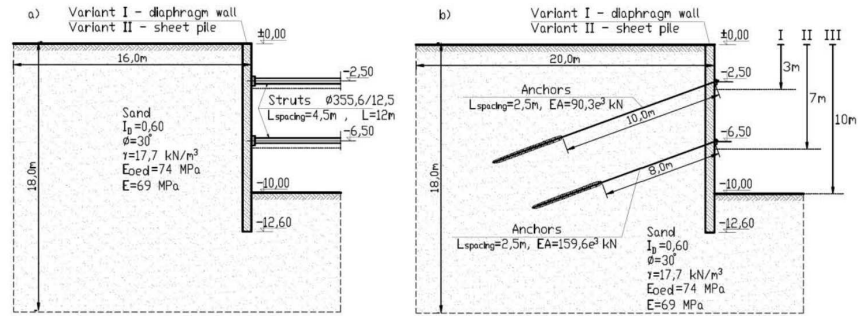 a)
Variant I - diaphragm wall
Variant II - sheet pile
±0,00
16,0m
-2,50
Struts Ø355,6/12,5
Lspacing=4,5m , L=12m
-6,50
Sand
ID=0,60
Ø=30°
γ=17,7 kN/m³
Eoed=74 MPa
E=69 MPa
18,0m
-10,00
-12,60
b)
Variant I - diaphragm wall
Variant II - sheet pile
±0,00
I II III
20,0m
-2,50
3m
Anchors
Lspacing=2,5m, EA=90,3e³ kN
10,0m
7m
-6,50
10m
8,0m
18,0m
-10,00
Anchors
Lspacing=2,5m, EA=159,6e³ kN
-12,60
Sand
ID=0,60
Ø=30°
γ=17,7 kN/m³
Eoed=74 MPa
E=69 MPa